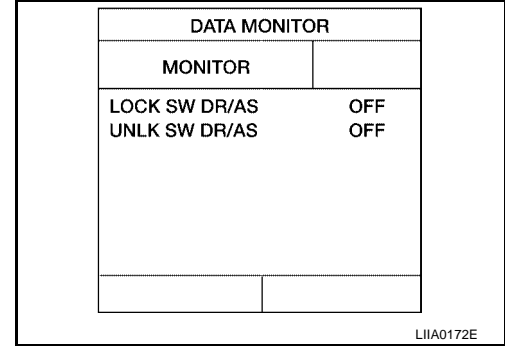 DATA MONITOR
MONITOR
LOCK SW DR/AS OFF
UNLK SW DR/AS OFF
LIIA0172E